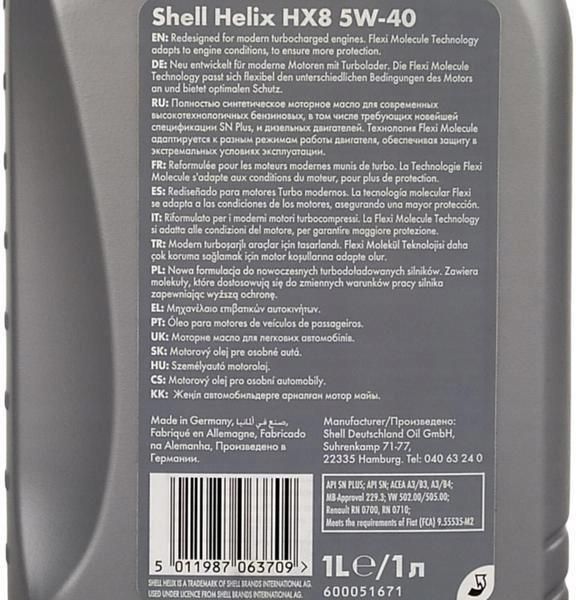 Shell Helix HX8 5W-40
EN: Redesigned for modern turbocharged engines. Flexi Molecule Technology
adapts to engine conditions, to ensure more protection.
DE: Neu entwickelt für moderne Motoren mit Turbolader. Die Flexi Molecule
Technology passt sich flexibel den unterschiedlichen Bedingungen des Motors
an und bietet optimalen Schutz.
RU: Полностью синтетическое моторное масло для современных
высокотехнологичных бензиновых, в том числе требующих новейшей
спецификации SN Plus, и дизельных двигателей. Технология Flexi Molecule
адаптируется к разным режимам работы двигателя, обеспечивая защиту в
экстремальных условиях эксплуатации.
FR: Reformulée pour les moteurs modernes munis de turbo. La Technologie Flexi
Molecule s'adapte aux conditions du moteur, pour plus de protection.
ES: Rediseñado para motores Turbo modernos. La tecnología molecular Flexi
se adapta a las condiciones de los motores, asegurando una mayor protección.
IT: Riformulato per i moderni motori turbocompressi. La Flexi Molecule Technology
si adatta alle condizioni del motore, per garantire maggiore protezione.
TR: Modern turboşarjlı araçlar için tasarlandı. Flexi Molekül Teknolojisi daha
çok koruma sağlamak için motor koşullarına adapte olur.
PL: Nowa formulacja do nowoczesnych turbodoładowanych silników. Zawiera
molekuły, które dostosowują się do zmiennych warunków pracy silnika
zapewniając wyższą ochronę.
EL: Μηχανέλαιο επιβατικών αυτοκινήτων.
PT: Óleo para motores de veículos de passageiros.
UK: Моторне масло для легкових автомобілів.
SK: Motorový olej pre osobné autá.
HU: Személyautó motorolaj.
CS: Motorový olej pro osobní automobily.
KK: Жеңіл автомобильдерге арналған мотор майы.
Made in Germany, صنع في ألمانيا,
Fabriqué en Allemagne, Fabricado
na Alemanha, Произведено в
Германии.
Manufacturer/Произведено:
Shell Deutschland Oil GmbH,
Suhrenkamp 71-77,
22335 Hamburg. Tel: 040 63 24 0
API SN PLUS; API SN; ACEA A3/B3, A3/B4;
MB-Approval 229.3; VW 502.00/505.00;
Renault RN 0700, RN 0710;
Meets the requirements of Fiat (FCA) 9.55535-M2
5 011987 063709 >
1L℮/1л
600051671
SHELL HELIX IS A TRADEMARK OF SHELL BRANDS INTERNATIONAL AG.
USED UNDER LICENCE FROM SHELL BRANDS INTERNATIONAL AG.